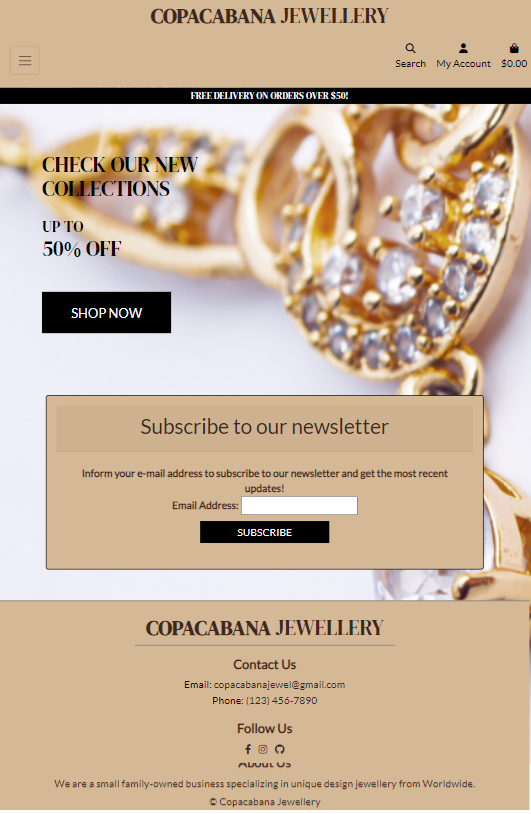 COPACABANA JEWELLERY
Search My Account $0.00
FREE DELIVERY ON ORDERS OVER $50!
CHECK OUR NEW
COLLECTIONS
UP TO
50% OFF
SHOP NOW
Subscribe to our newsletter
Inform your e-mail address to subscribe to our newsletter and get the most recent
updates!
Email Address:
SUBSCRIBE
COPACABANA JEWELLERY
Contact Us
Email: copacabanajewel@gmail.com
Phone: (123) 456-7890
Follow Us
About Us
We are a small family-owned business specializing in unique design jewellery from Worldwide.
© Copacabana Jewellery